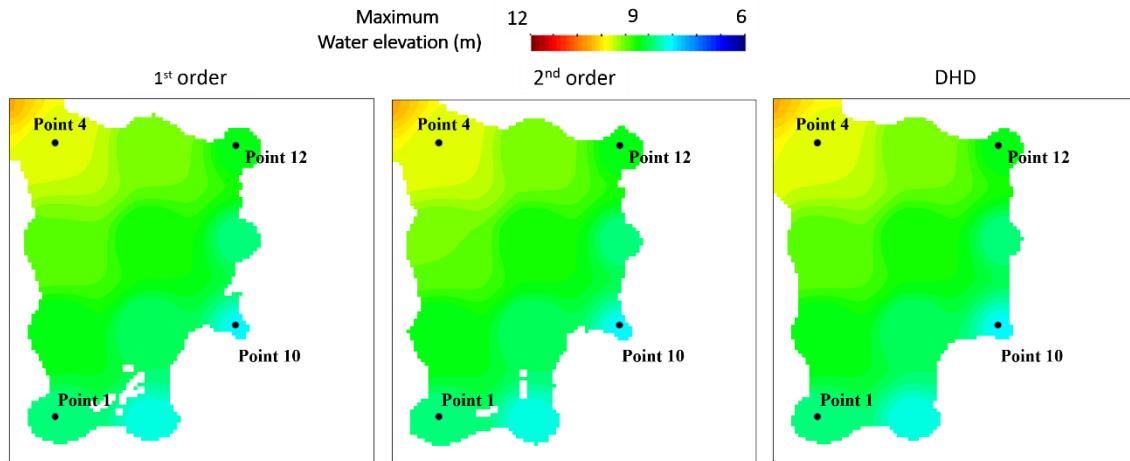 Maximum
Water elevation (m)
12 9 6
1st order
2nd order
DHD
Point 4
Point 12
Point 10
Point 1
Point 4
Point 12
Point 10
Point 1
Point 4
Point 12
Point 10
Point 1